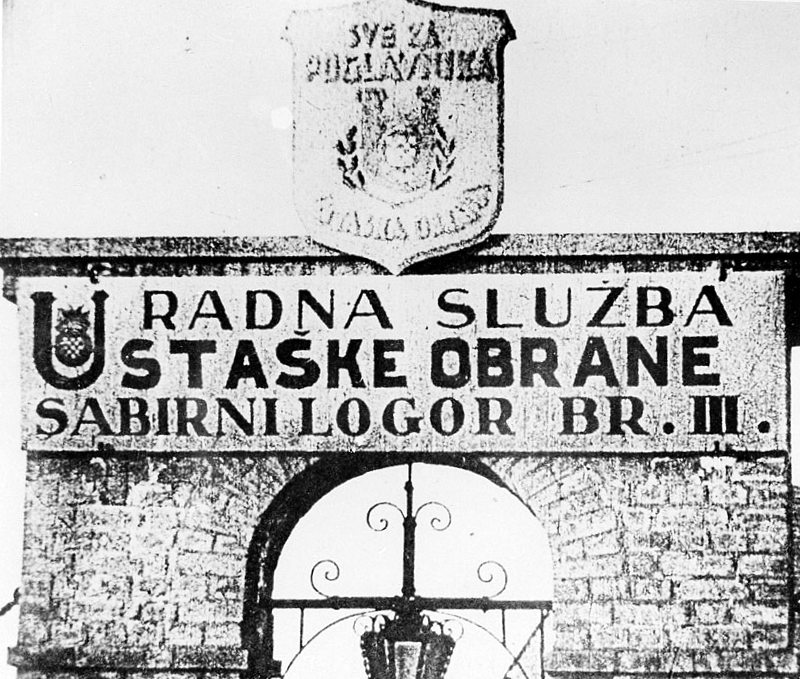 SVE ZA
POGLAVNIKA
RADNA SLUŽBA
USTAŠKE OBRANE
SABIRNI LOGOR BR. III.